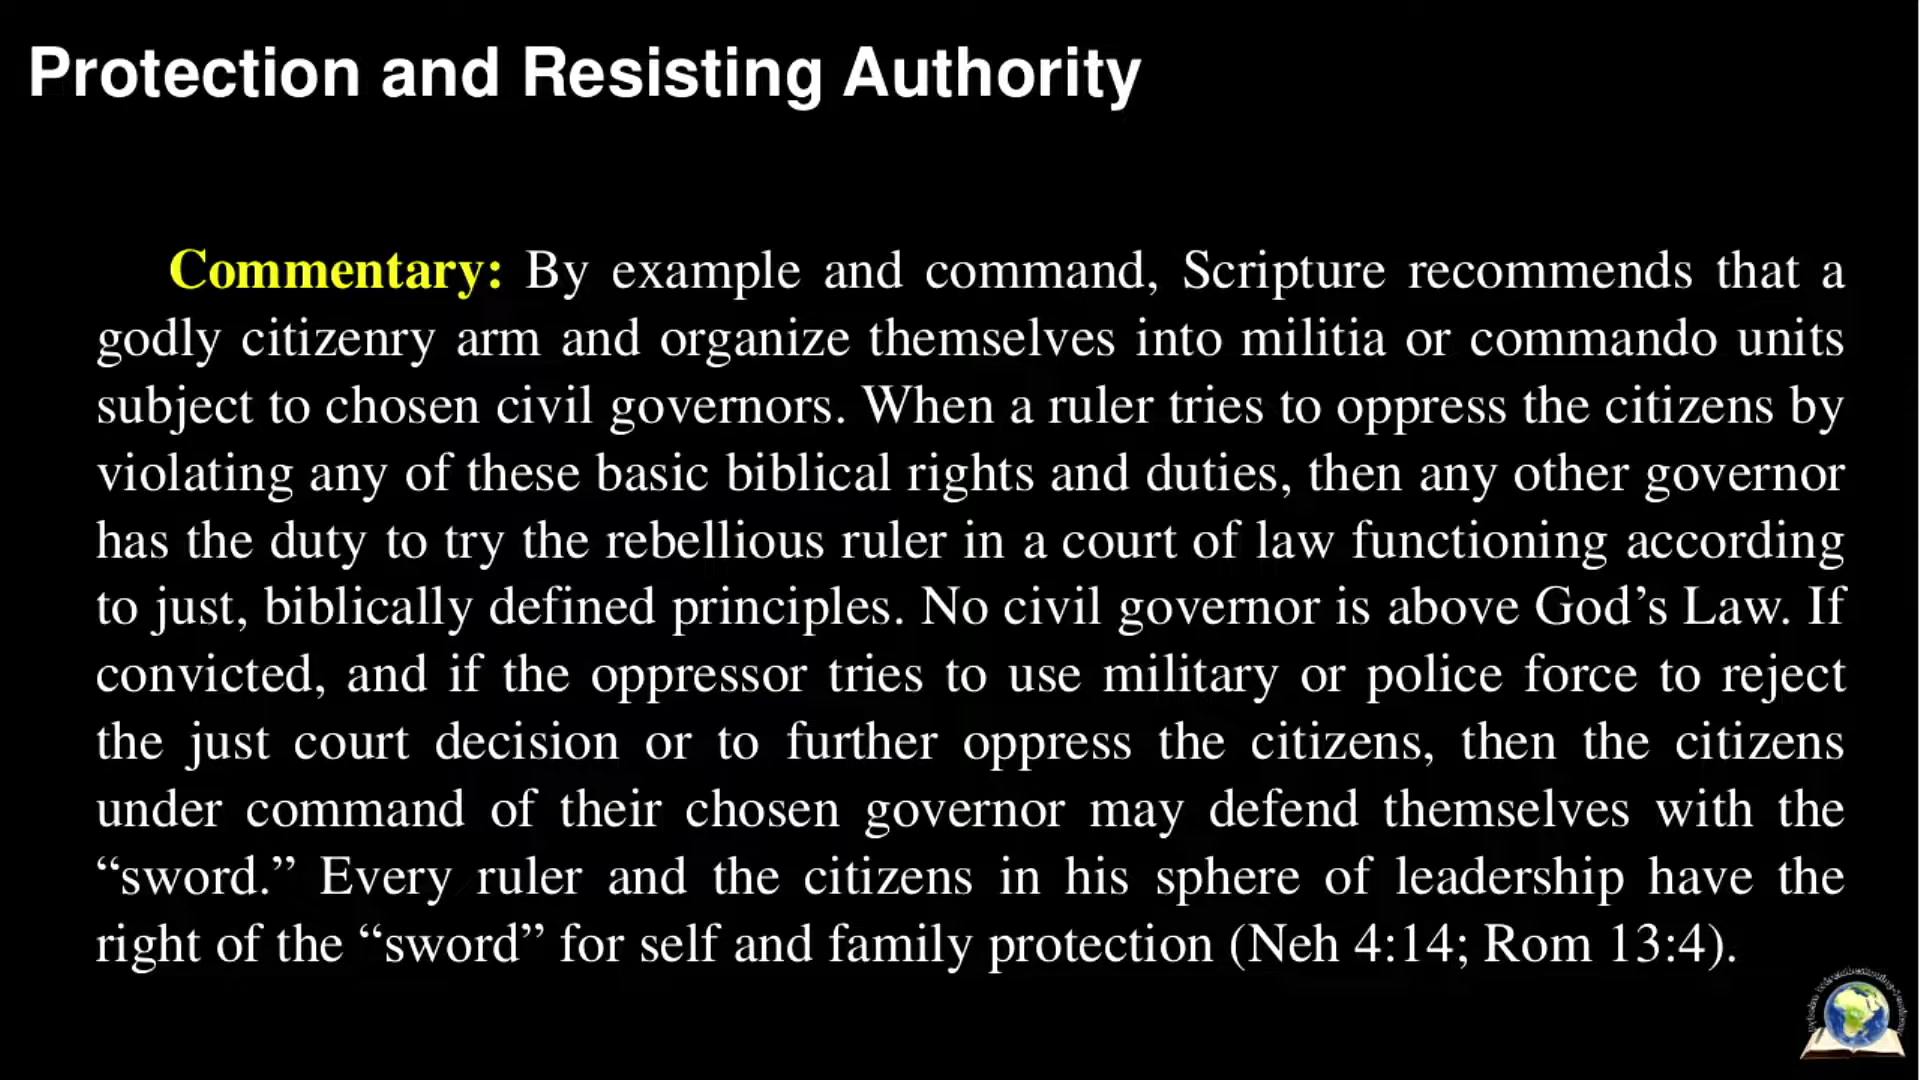 Protection and Resisting Authority
Commentary: By example and command, Scripture recommends that a
godly citizenry arm and organize themselves into militia or commando units
subject to chosen civil governors. When a ruler tries to oppress the citizens by
violating any of these basic biblical rights and duties, then any other governor
has the duty to try the rebellious ruler in a court of law functioning according
to just, biblically defined principles. No civil governor is above God’s Law. If
convicted, and if the oppressor tries to use military or police force to reject
the just court decision or to further oppress the citizens, then the citizens
under command of their chosen governor may defend themselves with the
“sword.” Every ruler and the citizens in his sphere of leadership have the
right of the “sword” for self and family protection (Neh 4:14; Rom 13:4).